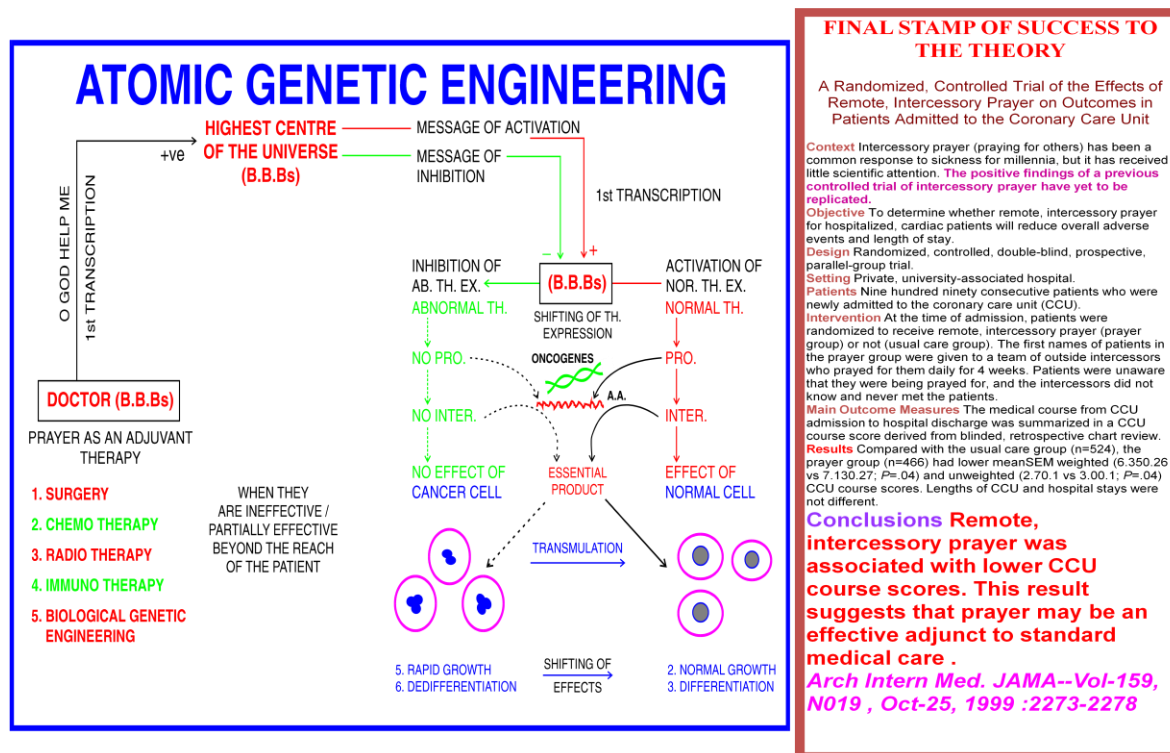 ATOMIC GENETIC ENGINEERING
HIGHEST CENTRE
OF THE UNIVERSE
(B.B.Bs)
+ve
MESSAGE OF ACTIVATION
MESSAGE OF
INHIBITION
1st TRANSCRIPTION
O GOD HELP ME
1st TRANSCRIPTION
–
+
INHIBITION OF
AB. TH. EX.
(B.B.Bs)
ACTIVATION OF
NOR. TH. EX.
SHIFTING OF TH.
EXPRESSION
ABNORMAL TH.
NORMAL TH.
NO PRO.
ONCOGENES
PRO.
A.A.
NO INTER.
INTER.
NO EFFECT OF
CANCER CELL
ESSENTIAL
PRODUCT
EFFECT OF
NORMAL CELL
DOCTOR (B.B.Bs)
PRAYER AS AN ADJUVANT
THERAPY
1. SURGERY
2. CHEMO THERAPY
3. RADIO THERAPY
4. IMMUNO THERAPY
5. BIOLOGICAL GENETIC
ENGINEERING
WHEN THEY
ARE INEFFECTIVE /
PARTIALLY EFFECTIVE
BEYOND THE REACH
OF THE PATIENT
TRANSMULATION
5. RAPID GROWTH
6. DEDIFFERENTIATION
SHIFTING OF
EFFECTS
2. NORMAL GROWTH
3. DIFFERENTIATION
FINAL STAMP OF SUCCESS TO
THE THEORY
A Randomized, Controlled Trial of the Effects of
Remote, Intercessory Prayer on Outcomes in
Patients Admitted to the Coronary Care Unit
Context Intercessory prayer (praying for others) has been a
common response to sickness for millennia, but it has received
little scientific attention. The positive findings of a previous
controlled trial of intercessory prayer have yet to be
replicated.
Objective To determine whether remote, intercessory prayer
for hospitalized, cardiac patients will reduce overall adverse
events and length of stay.
Design Randomized, controlled, double-blind, prospective,
parallel-group trial.
Setting Private, university-associated hospital.
Patients Nine hundred ninety consecutive patients who were
newly admitted to the coronary care unit (CCU).
Intervention At the time of admission, patients were
randomized to receive remote, intercessory prayer (prayer
group) or not (usual care group). The first names of patients in
the prayer group were given to a team of outside intercessors
who prayed for them daily for 4 weeks. Patients were unaware
that they were being prayed for, and the intercessors did not
know and never met the patients.
Main Outcome Measures The medical course from CCU
admission to hospital discharge was summarized in a CCU
course score derived from blinded, retrospective chart review.
Results Compared with the usual care group (n=524), the
prayer group (n=466) had lower meanSEM weighted (6.350.26
vs 7.130.27; P=.04) and unweighted (2.70.1 vs 3.00.1; P=.04)
CCU course scores. Lengths of CCU and hospital stays were
not different.
Conclusions Remote,
intercessory prayer was
associated with lower CCU
course scores. This result
suggests that prayer may be an
effective adjunct to standard
medical care .
Arch Intern Med. JAMA--Vol-159,
N019 , Oct-25, 1999 :2273-2278